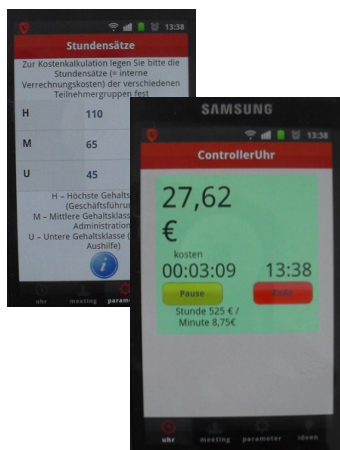 13:38
Stundensätze
Zur Kostenkalkulation legen Sie bitte die
Stundensätze (= interne
Verrechnungskosten) der verschiedenen
Teilnehmergruppen fest
H 110
M 65
U 45
H – Höchste Gehalts
(Geschäftsführu
M – Mittlere Gehaltsklass
Administration
U – Untere Gehaltsklasse (
Aushilfe)
uhr meeting param
SAMSUNG
13:38
ControllerUhr
27,62
€
kosten
00:03:09 13:38
Pause
Stunde 525 € /
Minute 8,75€
uhr meeting parameter ideen